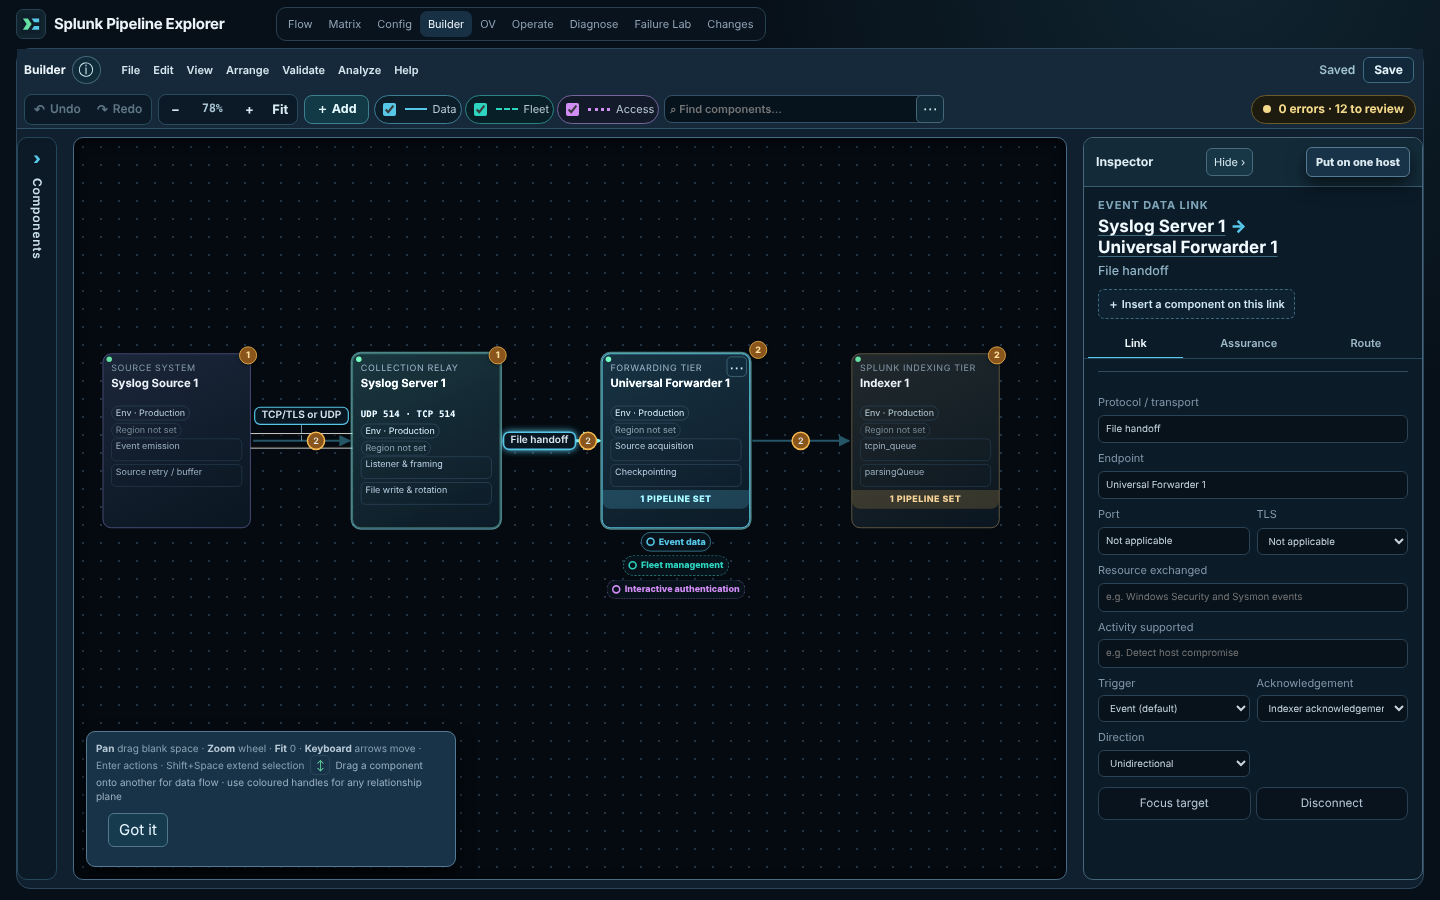 Splunk Pipeline Explorer
Flow Matrix Config Builder OV Operate Diagnose Failure Lab Changes
Builder ⓘ File Edit View Arrange Validate Analyze Help
Saved Save
↶ Undo ↷ Redo − 78% + Fit + Add Data Fleet Access ⌕ Find components... ⋯
0 errors · 12 to review
›
Components
1
SOURCE SYSTEM
Syslog Source 1
Env · Production
Region not set
Event emission
Source retry / buffer
TCP/TLS or UDP
2
1
COLLECTION RELAY
Syslog Server 1
UDP 514 · TCP 514
Env · Production
Region not set
Listener & framing
File write & rotation
File handoff
2
2
FORWARDING TIER
⋯
Universal Forwarder 1
Env · Production
Region not set
Source acquisition
Checkpointing
1 PIPELINE SET
Event data
Fleet management
Interactive authentication
2
2
SPLUNK INDEXING TIER
Indexer 1
Env · Production
Region not set
tcpin_queue
parsingQueue
1 PIPELINE SET
Pan drag blank space · Zoom wheel · Fit 0 · Keyboard arrows move ·
Enter actions · Shift+Space extend selection ↕ Drag a component
onto another for data flow · use coloured handles for any relationship
plane
Got it
Inspector Hide › Put on one host
EVENT DATA LINK
Syslog Server 1 →
Universal Forwarder 1
File handoff
+ Insert a component on this link
Link Assurance Route
Protocol / transport
File handoff
Endpoint
Universal Forwarder 1
Port TLS
Not applicable Not applicable
Resource exchanged
e.g. Windows Security and Sysmon events
Activity supported
e.g. Detect host compromise
Trigger Acknowledgement
Event (default) Indexer acknowledgemer
Direction
Unidirectional
Focus target Disconnect